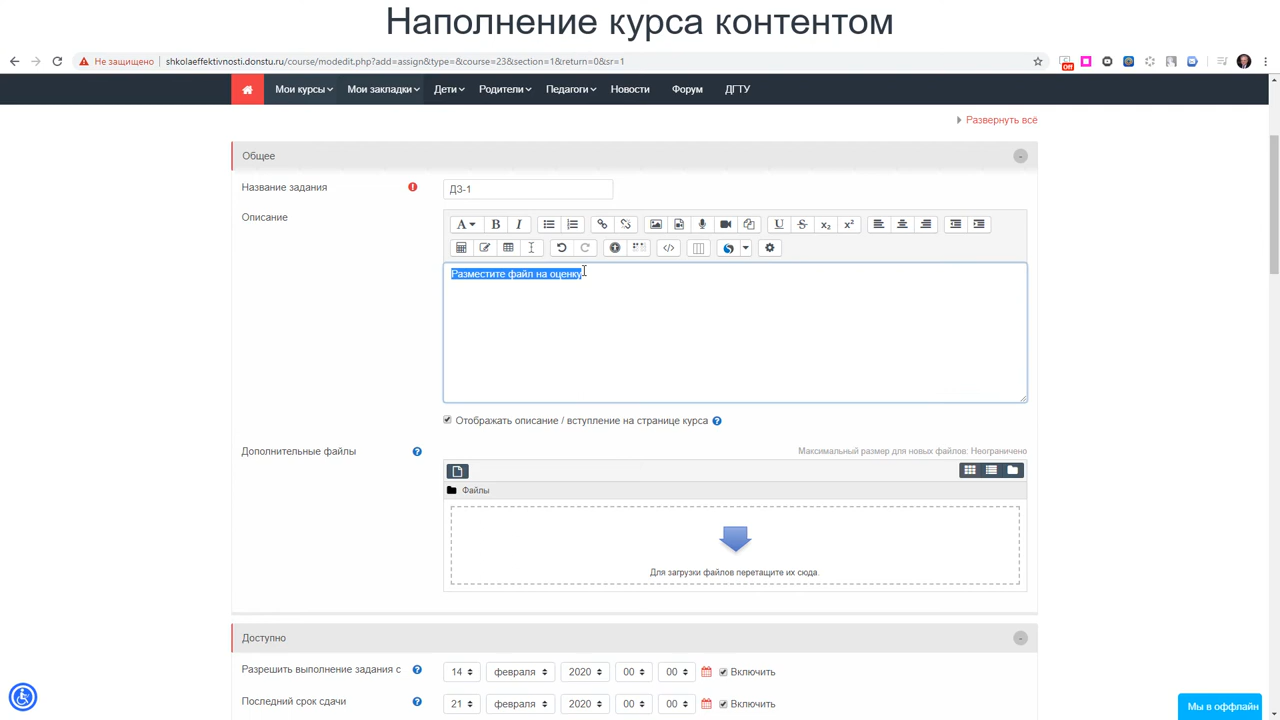 Наполнение курса контентом
Не защищено shkolaeffektivnosti.donstu.ru/course/modedit.php?add=assign&type=&course=23&section=1&return=0&sr=1
Off
Мои курсы Мои закладки Дети Родители Педагоги Новости Форум ДГТУ
Развернуть всё
Общее
Название задания ДЗ-1
Описание
A B I U S x₂ x²
Разместите файл на оценку
Отображать описание / вступление на странице курса
Дополнительные файлы Максимальный размер для новых файлов: Неограничено
Файлы
Для загрузки файлов перетащите их сюда.
Доступно
Разрешить выполнение задания с 14 февраля 2020 00 00 Включить
Последний срок сдачи 21 февраля 2020 00 00 Включить
Мы в оффлайн